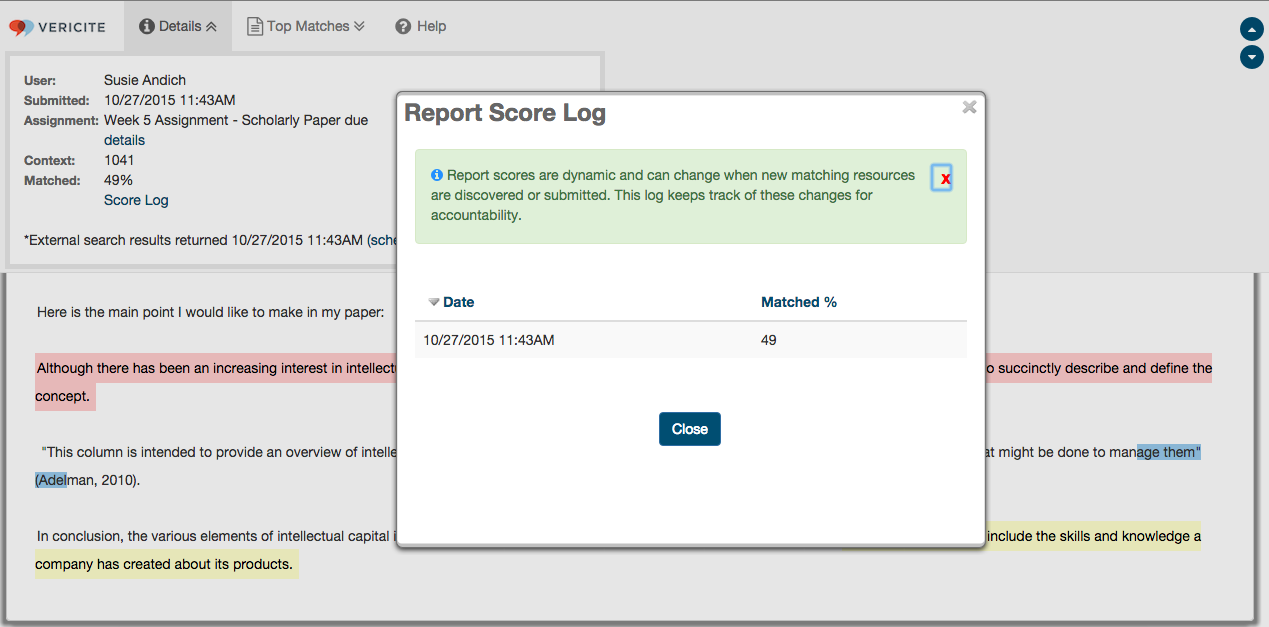 VERICITE
Details
Top Matches
Help
User: Susie Andich
Submitted: 10/27/2015 11:43AM
Assignment: Week 5 Assignment - Scholarly Paper due
details
Context: 1041
Matched: 49%
Score Log
*External search results returned 10/27/2015 11:43AM (sche
Report Score Log
Report scores are dynamic and can change when new matching resources
are discovered or submitted. This log keeps track of these changes for
accountability.
x
Date Matched %
10/27/2015 11:43AM 49
Close
Here is the main point I would like to make in my paper:
Although there has been an increasing interest in intellect o succinctly describe and define the
concept.
"This column is intended to provide an overview of intelle at might be done to manage them"
(Adelman, 2010).
In conclusion, the various elements of intellectual capital include the skills and knowledge a
company has created about its products.